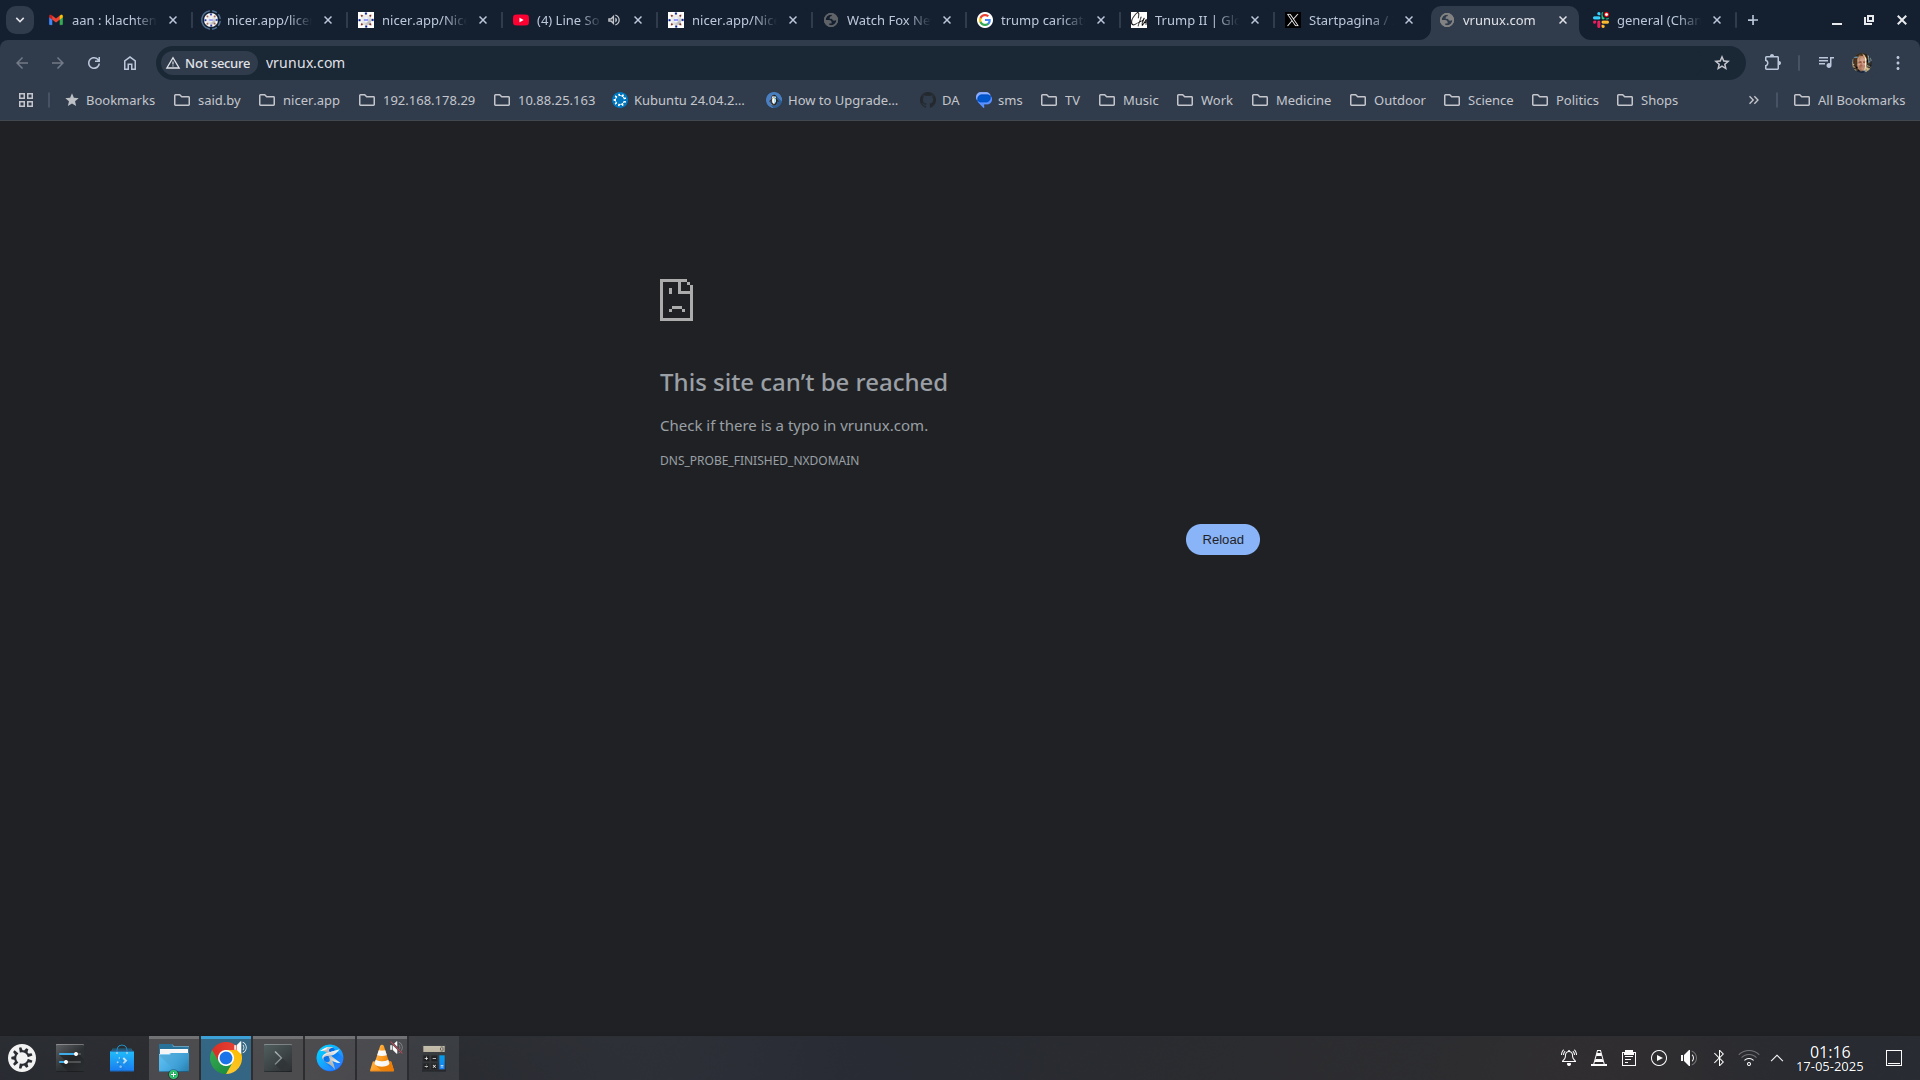 aan : klachten
nicer.app/lice
nicer.app/Nic
(4) Line So
nicer.app/Nic
Watch Fox Ne
trump caricat
Trump II | Glo
Startpagina /
vrunux.com
general (Char
Not secure
vrunux.com
Bookmarks
said.by
nicer.app
192.168.178.29
10.88.25.163
Kubuntu 24.04.2...
How to Upgrade...
DA
sms
TV
Music
Work
Medicine
Outdoor
Science
Politics
Shops
»
All Bookmarks
This site can’t be reached
Check if there is a typo in vrunux.com.
DNS_PROBE_FINISHED_NXDOMAIN
Reload
01:16
17-05-2025